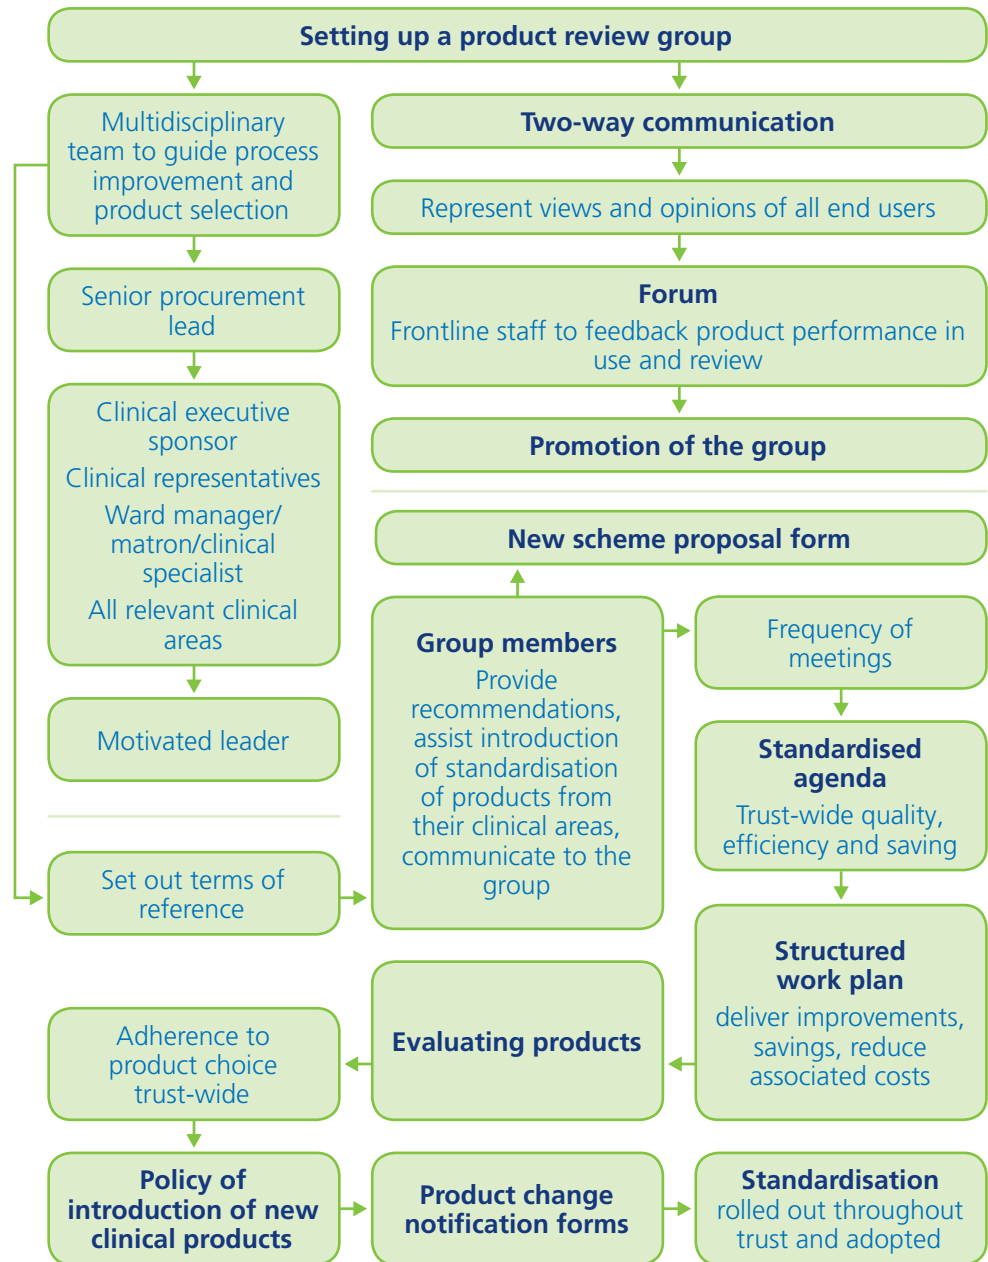 Setting up a product review group
Multidisciplinary
team to guide process
improvement and
product selection
Senior procurement
lead
Clinical executive
sponsor
Clinical representatives
Ward manager/
matron/clinical
specialist
All relevant clinical
areas
Motivated leader
Two-way communication
Represent views and opinions of all end users
Forum
Frontline staff to feedback product performance in
use and review
Promotion of the group
New scheme proposal form
Set out terms of
reference
Group members
Provide
recommendations,
assist introduction
of standardisation
of products from
their clinical areas,
communicate to the
group
Frequency of
meetings
Standardised
agenda
Trust-wide quality,
efficiency and saving
Structured
work plan
deliver improvements,
savings, reduce
associated costs
Evaluating products
Adherence to
product choice
trust-wide
Policy of
introduction of new
clinical products
Product change
notification forms
Standardisation
rolled out throughout
trust and adopted